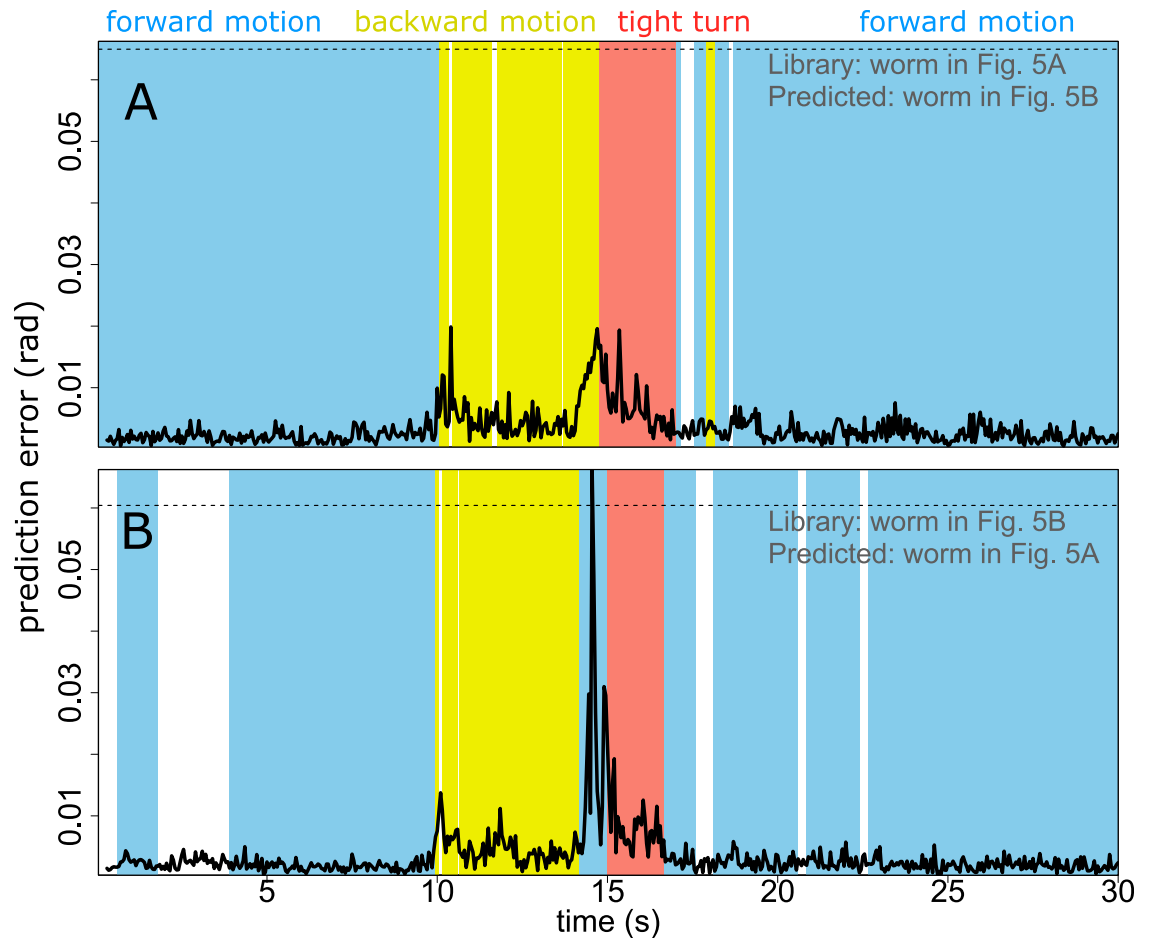 forward motion backward motion tight turn forward motion
A
Library: worm in Fig. 5A
Predicted: worm in Fig. 5B
0.05
0.03
0.01
prediction error (rad)
B
Library: worm in Fig. 5B
Predicted: worm in Fig. 5A
0.05
0.03
0.01
5 10 15 20 25 30
time (s)